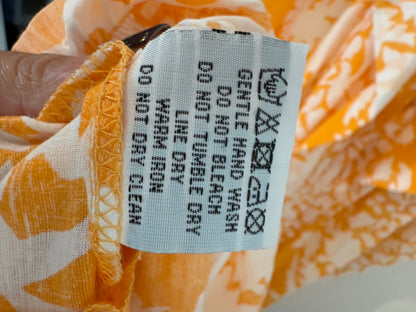 GENTLE HAND WASH
DO NOT BLEACH
DO NOT TUMBLE DRY
LINE DRY
WARM IRON
DO NOT DRY CLEAN